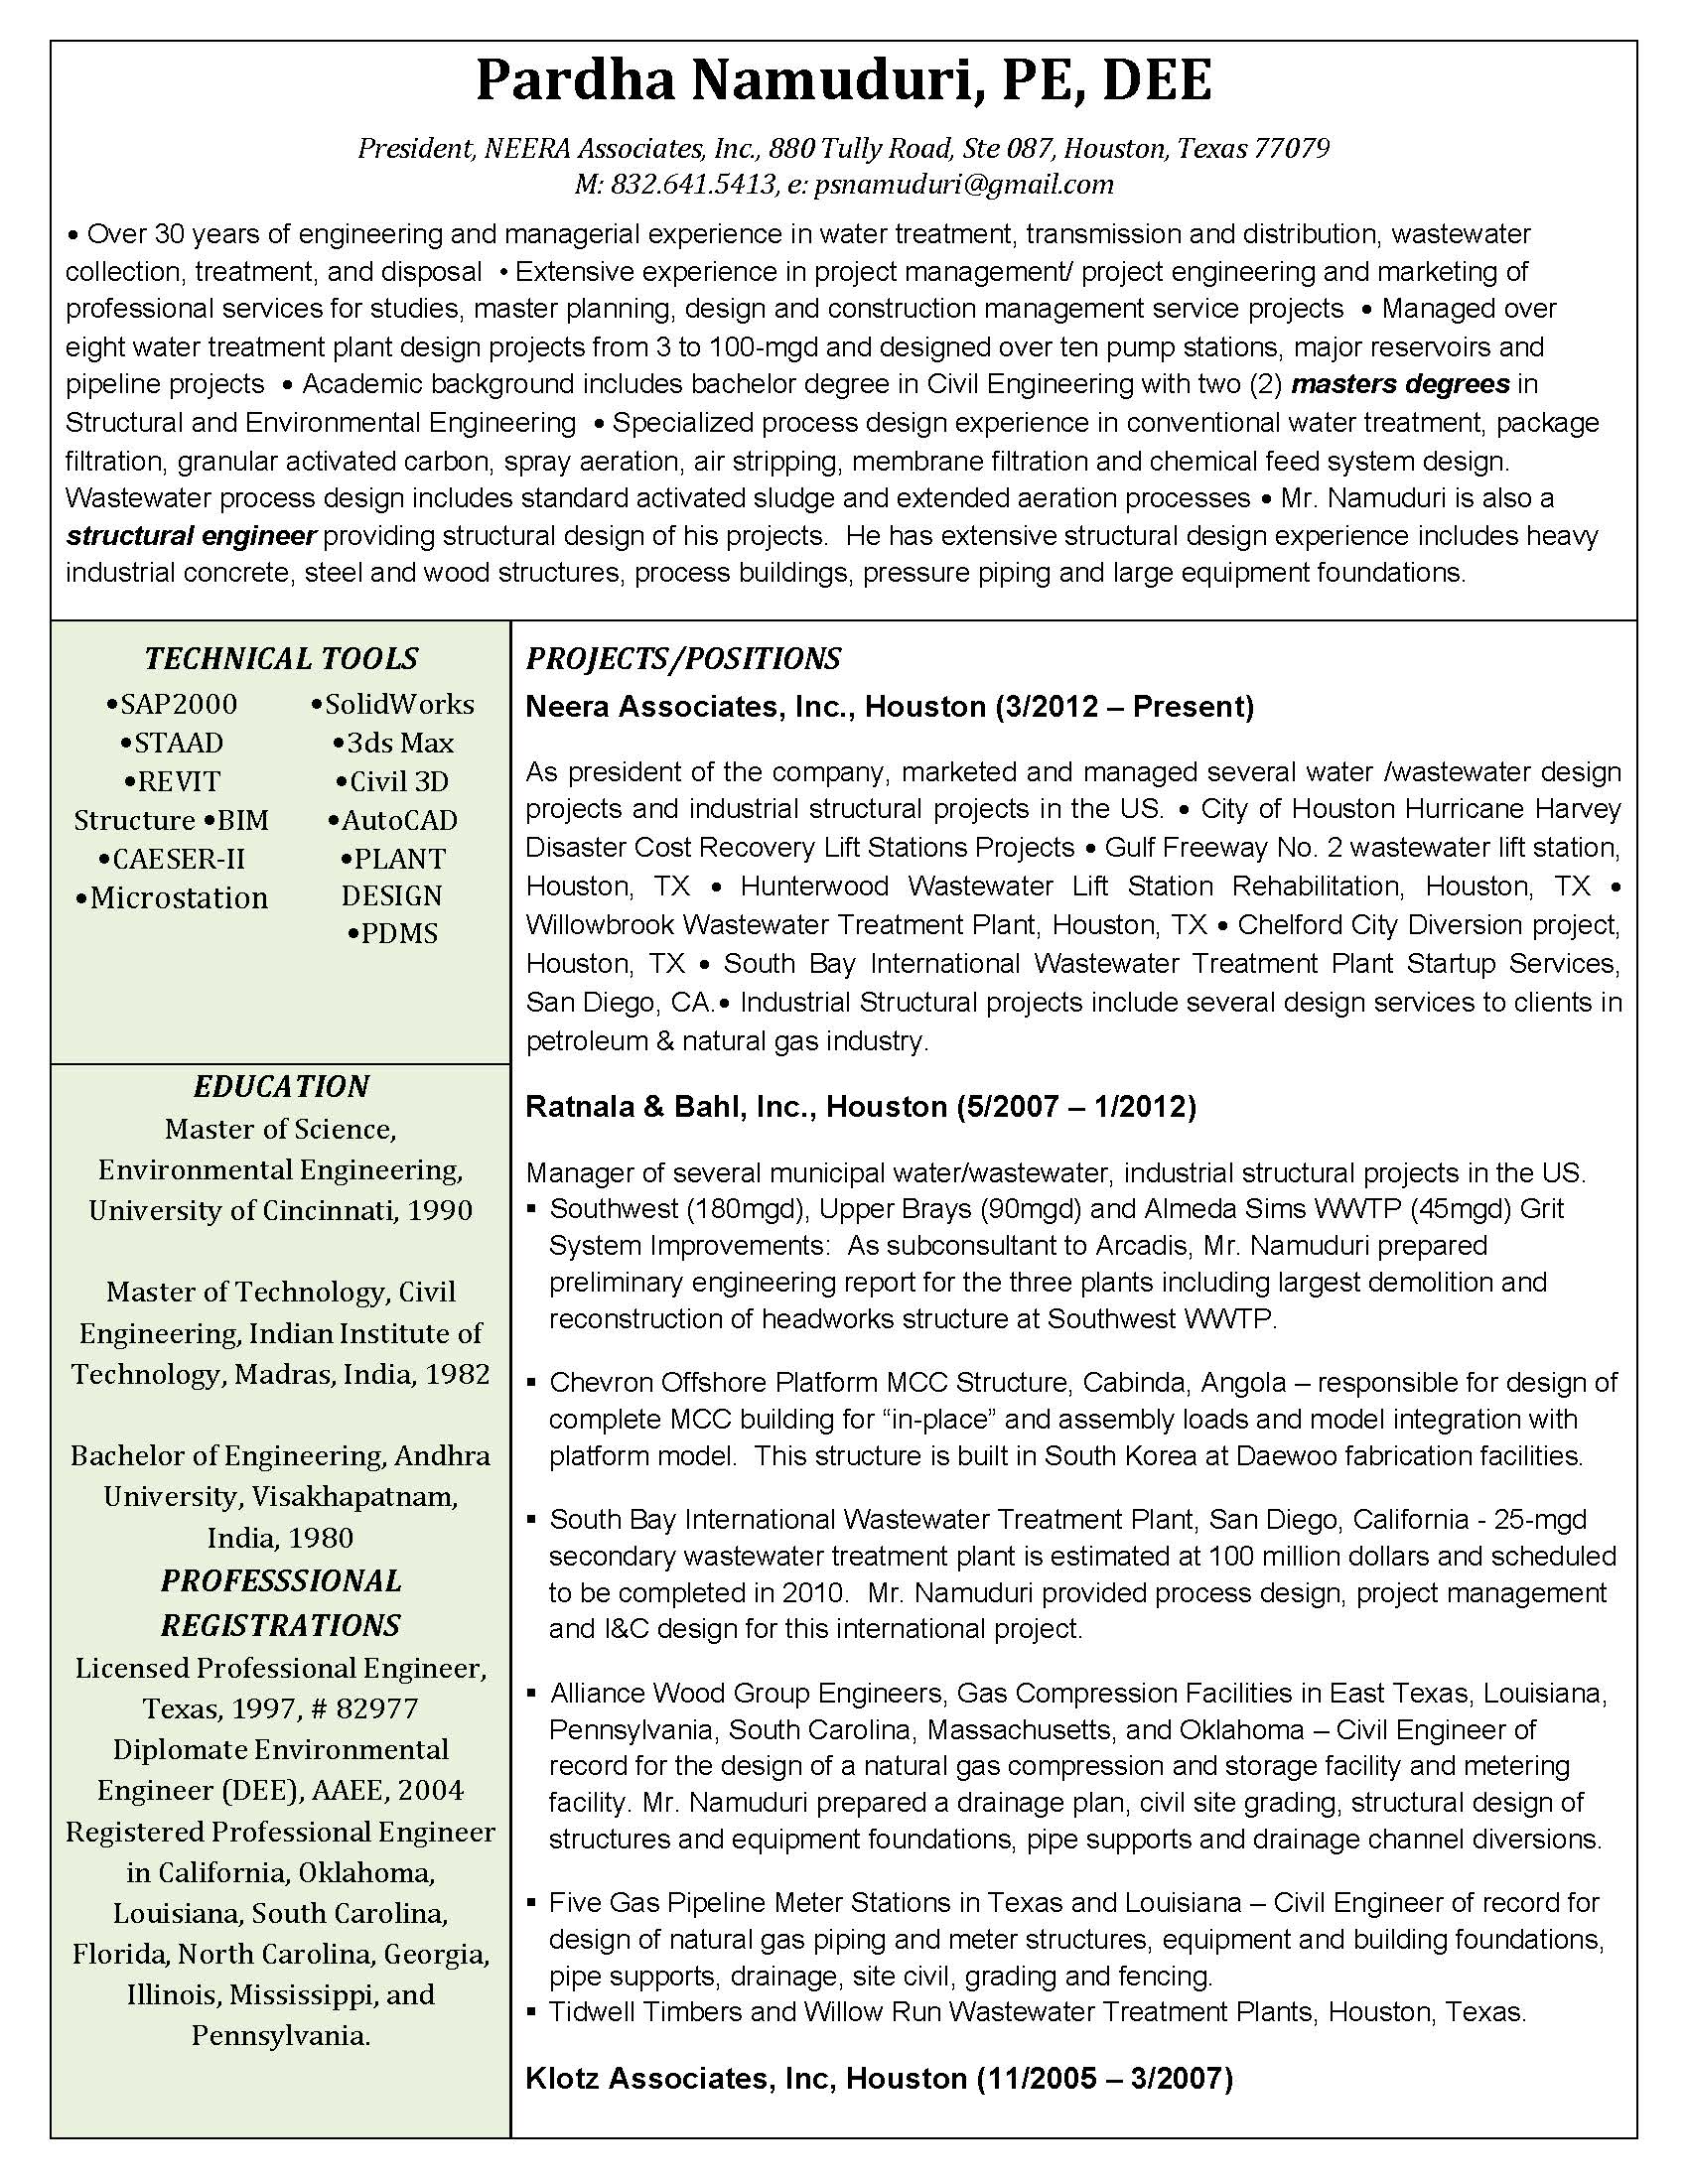 Pardha Namuduri, PE, DEE
President, NEERA Associates, Inc., 880 Tully Road, Ste 087, Houston, Texas 77079
M: 832.641.5413, e: psnamuduri@gmail.com
• Over 30 years of engineering and managerial experience in water treatment, transmission and distribution, wastewater
collection, treatment, and disposal • Extensive experience in project management/ project engineering and marketing of
professional services for studies, master planning, design and construction management service projects • Managed over
eight water treatment plant design projects from 3 to 100-mgd and designed over ten pump stations, major reservoirs and
pipeline projects • Academic background includes bachelor degree in Civil Engineering with two (2) masters degrees in
Structural and Environmental Engineering • Specialized process design experience in conventional water treatment, package
filtration, granular activated carbon, spray aeration, air stripping, membrane filtration and chemical feed system design.
Wastewater process design includes standard activated sludge and extended aeration processes • Mr. Namuduri is also a
structural engineer providing structural design of his projects. He has extensive structural design experience includes heavy
industrial concrete, steel and wood structures, process buildings, pressure piping and large equipment foundations.
TECHNICAL TOOLS
•SAP2000
•STAAD
•REVIT
Structure •BIM
•CAESER-II
•Microstation
•SolidWorks
•3ds Max
•Civil 3D
•AutoCAD
•PLANT
DESIGN
•PDMS
EDUCATION
Master of Science,
Environmental Engineering,
University of Cincinnati, 1990
Master of Technology, Civil
Engineering, Indian Institute of
Technology, Madras, India, 1982
Bachelor of Engineering, Andhra
University, Visakhapatnam,
India, 1980
PROFESSSIONAL
REGISTRATIONS
Licensed Professional Engineer,
Texas, 1997, # 82977
Diplomate Environmental
Engineer (DEE), AAEE, 2004
Registered Professional Engineer
in California, Oklahoma,
Louisiana, South Carolina,
Florida, North Carolina, Georgia,
Illinois, Mississippi, and
Pennsylvania.
PROJECTS/POSITIONS
Neera Associates, Inc., Houston (3/2012 – Present)
As president of the company, marketed and managed several water /wastewater design
projects and industrial structural projects in the US. • City of Houston Hurricane Harvey
Disaster Cost Recovery Lift Stations Projects • Gulf Freeway No. 2 wastewater lift station,
Houston, TX • Hunterwood Wastewater Lift Station Rehabilitation, Houston, TX •
Willowbrook Wastewater Treatment Plant, Houston, TX • Chelford City Diversion project,
Houston, TX • South Bay International Wastewater Treatment Plant Startup Services,
San Diego, CA.• Industrial Structural projects include several design services to clients in
petroleum & natural gas industry.
Ratnala & Bahl, Inc., Houston (5/2007 – 1/2012)
Manager of several municipal water/wastewater, industrial structural projects in the US.
▪ Southwest (180mgd), Upper Brays (90mgd) and Almeda Sims WWTP (45mgd) Grit
System Improvements: As subconsultant to Arcadis, Mr. Namuduri prepared
preliminary engineering report for the three plants including largest demolition and
reconstruction of headworks structure at Southwest WWTP.
▪ Chevron Offshore Platform MCC Structure, Cabinda, Angola – responsible for design of
complete MCC building for “in-place” and assembly loads and model integration with
platform model. This structure is built in South Korea at Daewoo fabrication facilities.
▪ South Bay International Wastewater Treatment Plant, San Diego, California - 25-mgd
secondary wastewater treatment plant is estimated at 100 million dollars and scheduled
to be completed in 2010. Mr. Namuduri provided process design, project management
and I&C design for this international project.
▪ Alliance Wood Group Engineers, Gas Compression Facilities in East Texas, Louisiana,
Pennsylvania, South Carolina, Massachusetts, and Oklahoma – Civil Engineer of
record for the design of a natural gas compression and storage facility and metering
facility. Mr. Namuduri prepared a drainage plan, civil site grading, structural design of
structures and equipment foundations, pipe supports and drainage channel diversions.
▪ Five Gas Pipeline Meter Stations in Texas and Louisiana – Civil Engineer of record for
design of natural gas piping and meter structures, equipment and building foundations,
pipe supports, drainage, site civil, grading and fencing.
▪ Tidwell Timbers and Willow Run Wastewater Treatment Plants, Houston, Texas.
Klotz Associates, Inc, Houston (11/2005 – 3/2007)